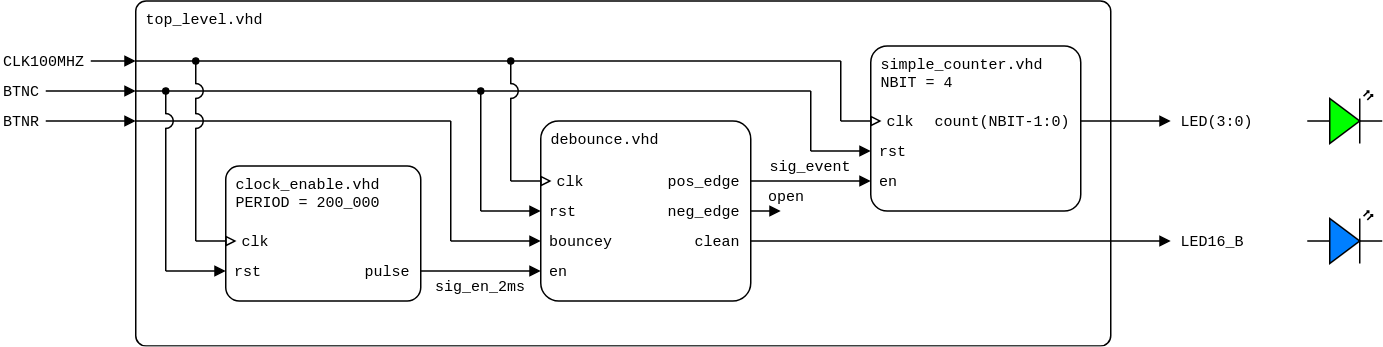 top_level.vhd
CLK100MHZ
BTNC
BTNR
clock_enable.vhd
PERIOD = 200_000
clk
rst
pulse
sig_en_2ms
debounce.vhd
clk
rst
bouncey
en
pos_edge
neg_edge
clean
sig_event
open
simple_counter.vhd
NBIT = 4
clk
count(NBIT-1:0)
rst
en
LED(3:0)
LED16_B